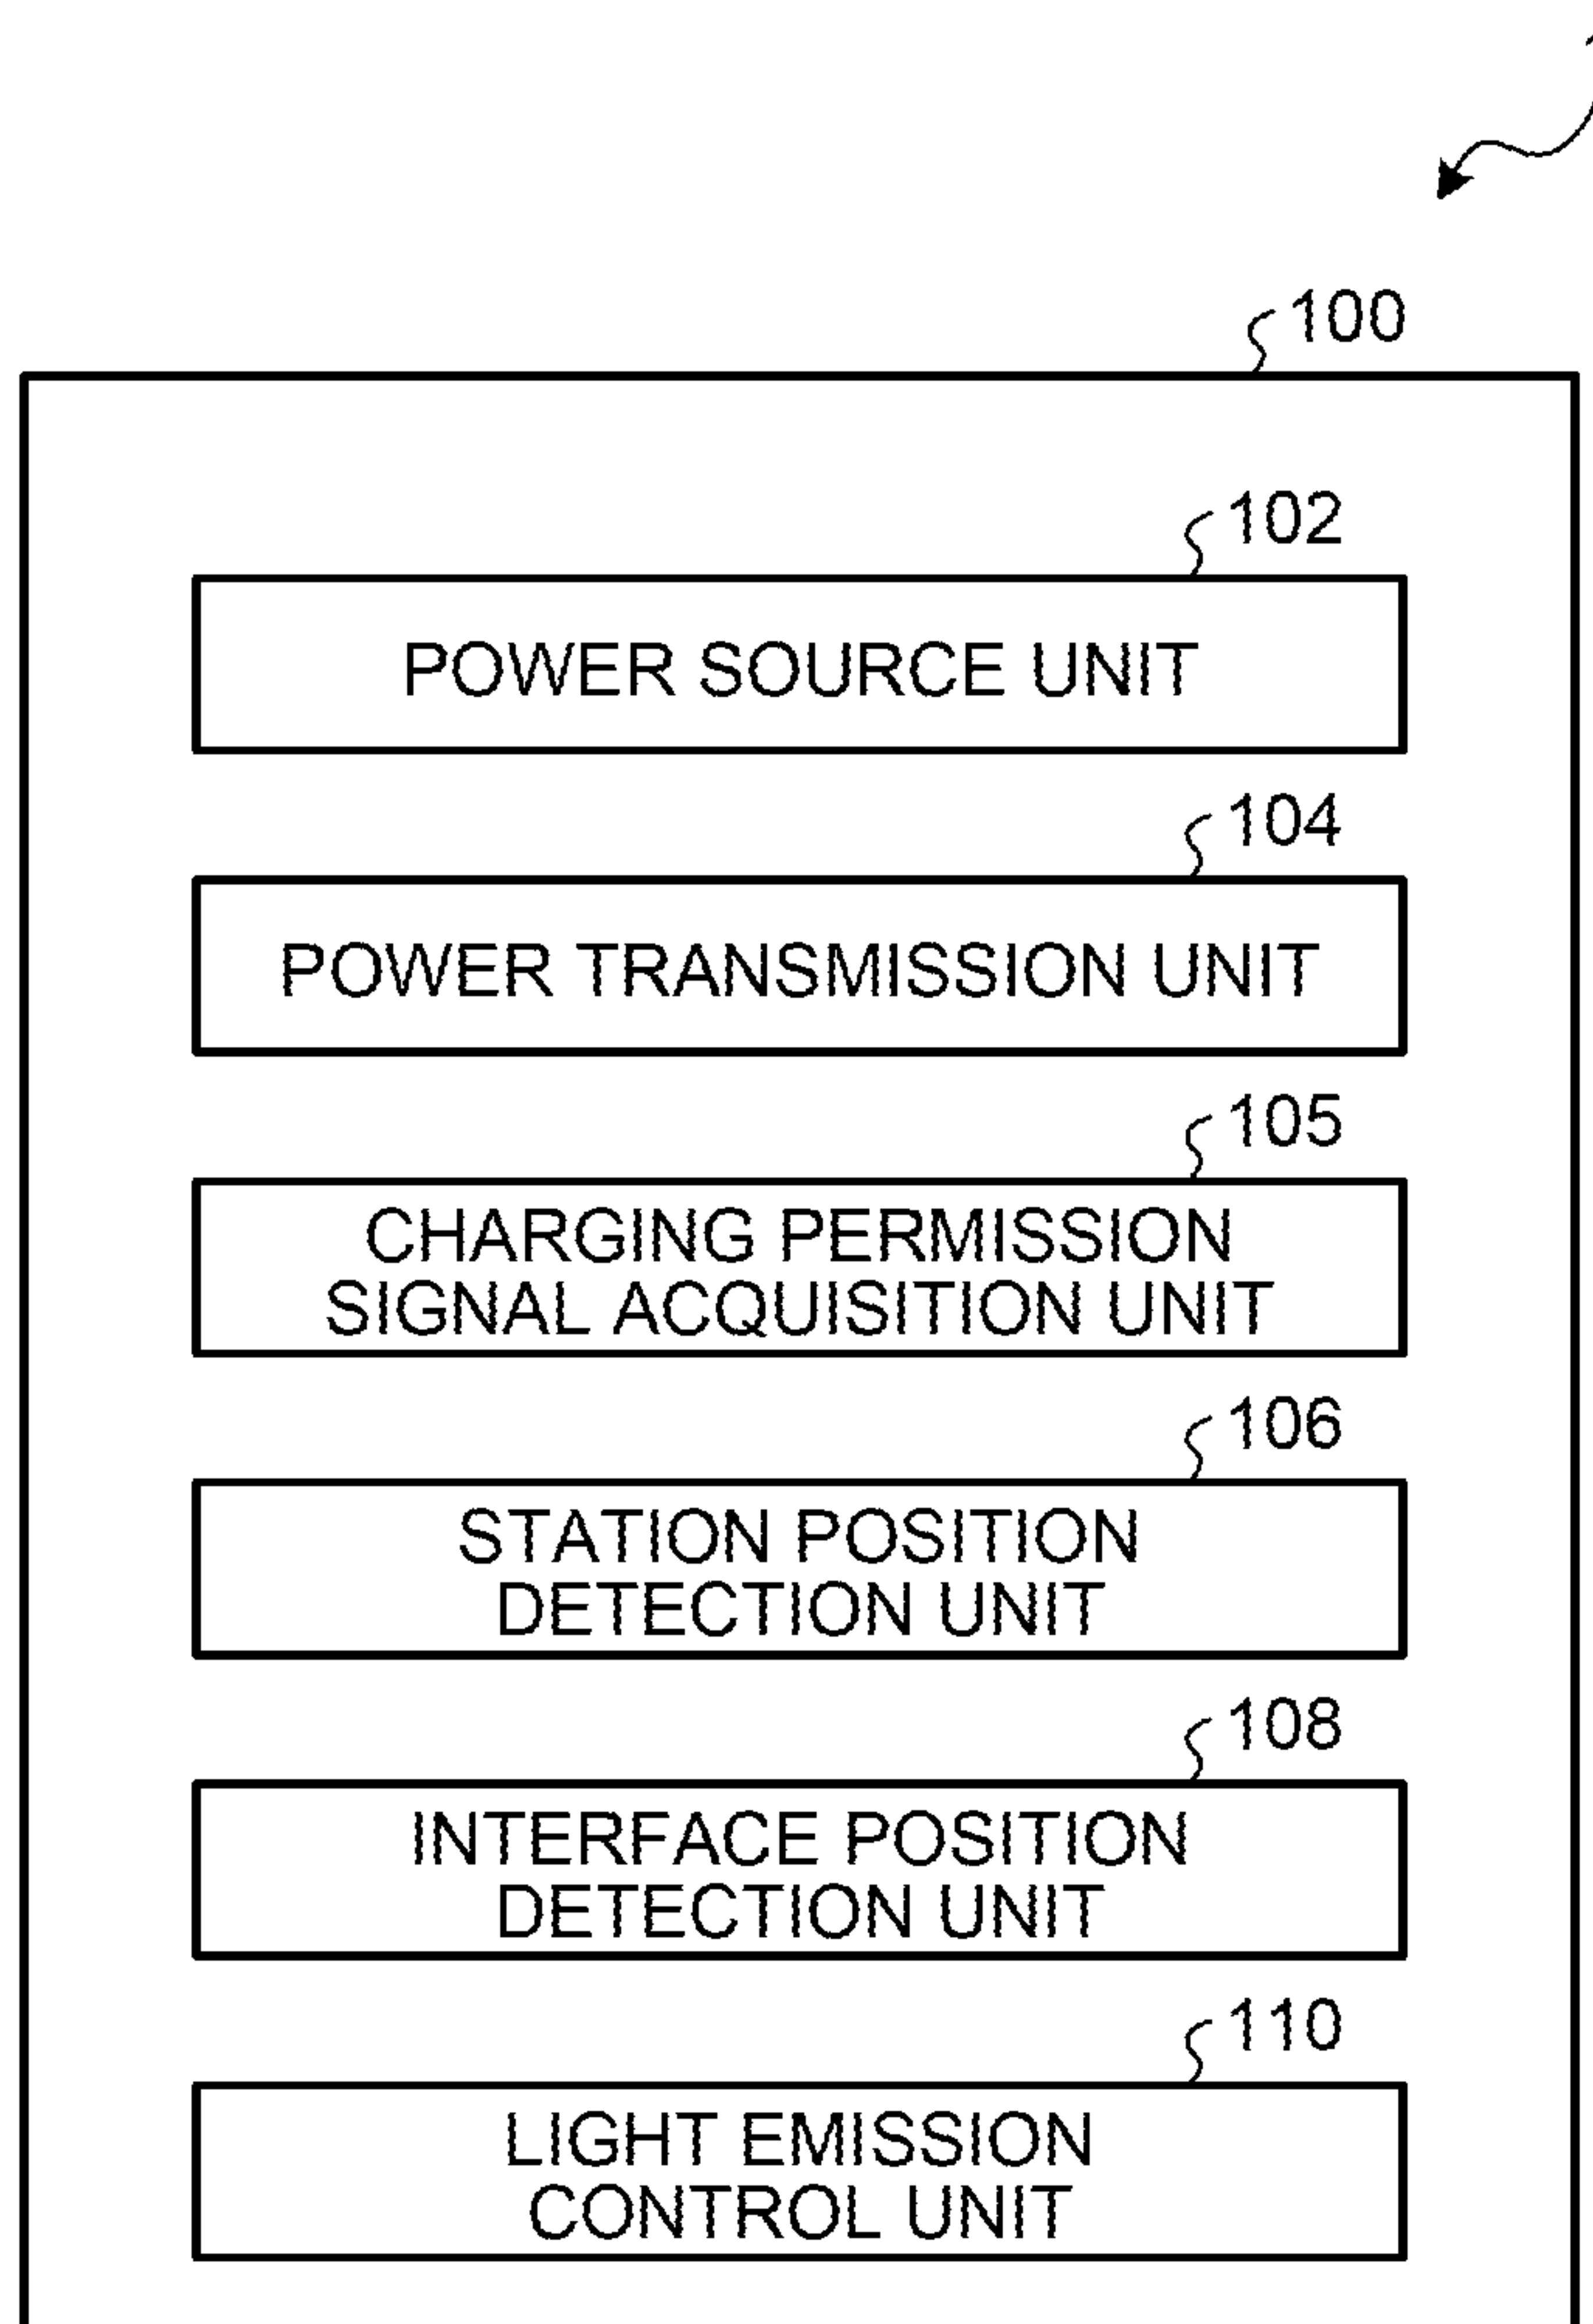 100
102
POWER SOURCE UNIT
104
POWER TRANSMISSION UNIT
105
CHARGING PERMISSION
SIGNAL ACQUISITION UNIT
106
STATION POSITION
DETECTION UNIT
108
INTERFACE POSITION
DETECTION UNIT
110
LIGHT EMISSION
CONTROL UNIT